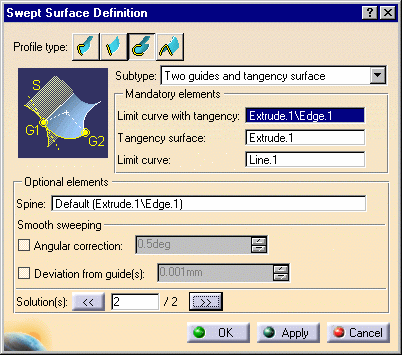 Swept Surface Definition
Profile type:
Subtype: Two guides and tangency surface
S
G1
G2
Mandatory elements
Limit curve with tangency: Extrude.1\Edge.1
Tangency surface: Extrude.1
Limit curve: Line.1
Optional elements
Spine: Default (Extrude.1\Edge.1)
Smooth sweeping
Angular correction: 0.5deg
Deviation from guide(s): 0.001mm
Solution(s): << 2 / 2 >>
OK Apply Cancel